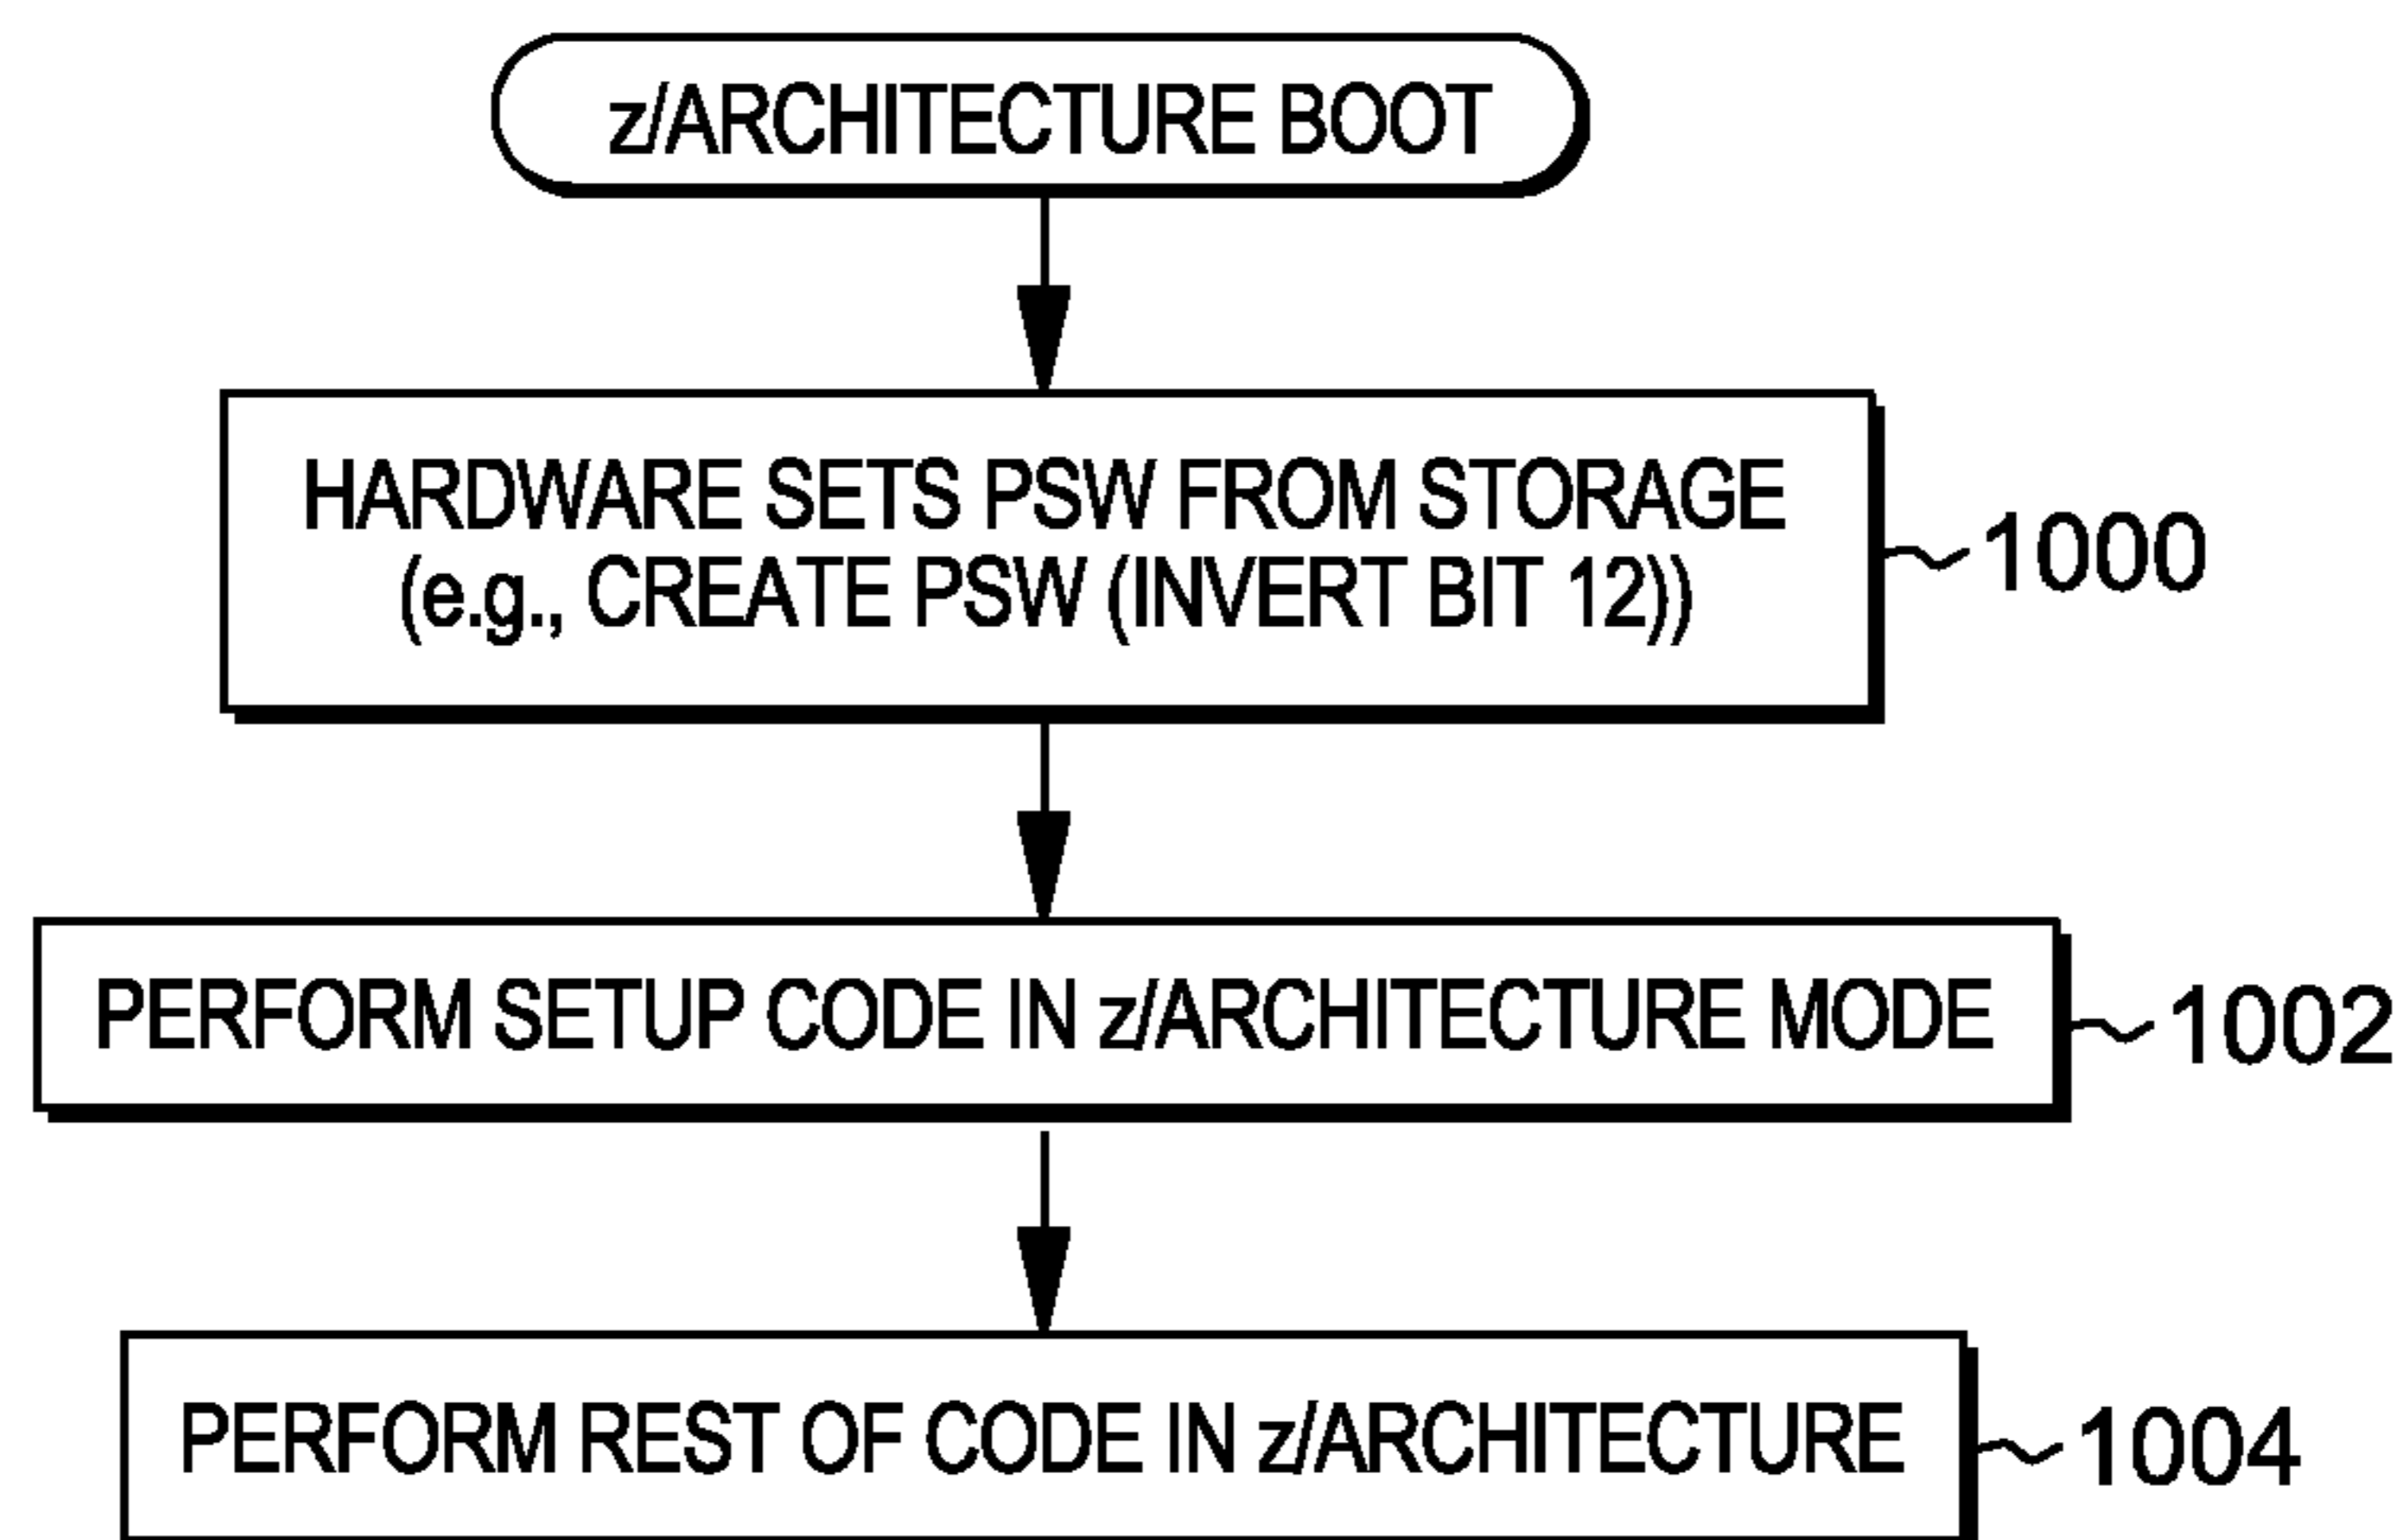 z/ARCHITECTURE BOOT
HARDWARE SETS PSW FROM STORAGE
(e.g., CREATE PSW (INVERT BIT 12))
1000
PERFORM SETUP CODE IN z/ARCHITECTURE MODE
1002
PERFORM REST OF CODE IN z/ARCHITECTURE
1004